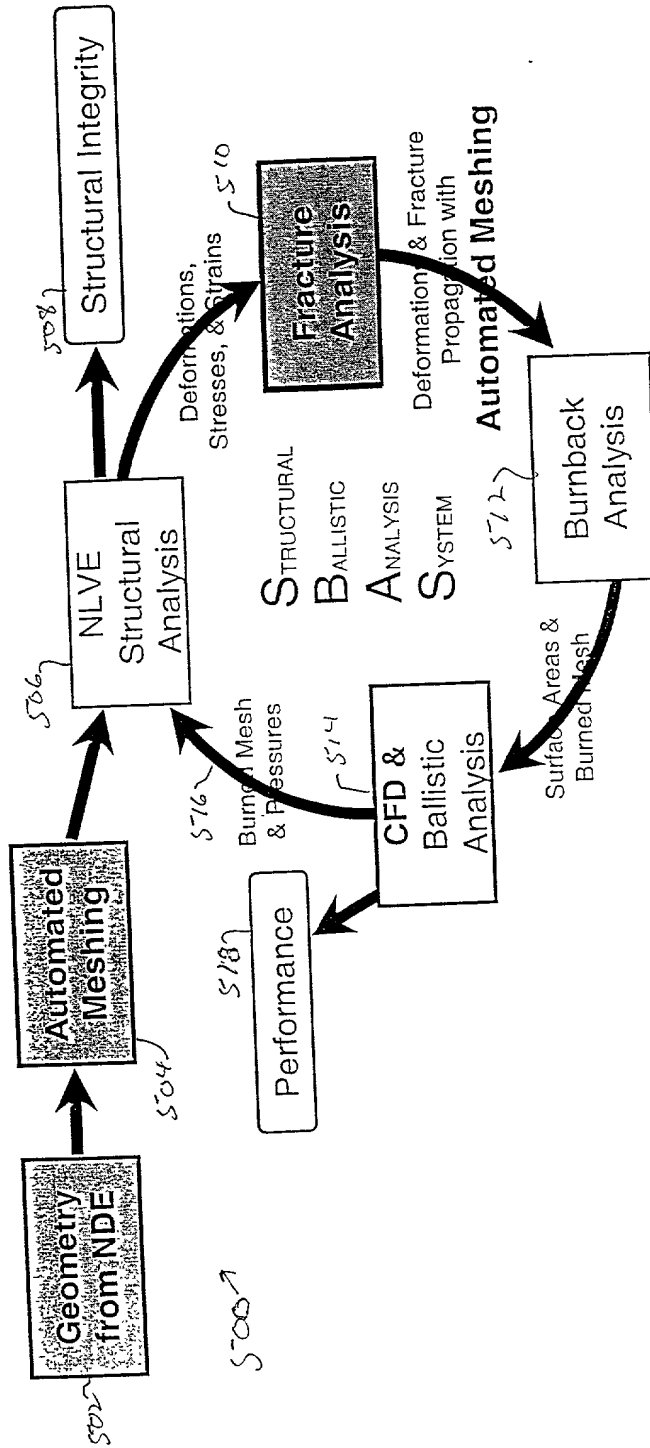 502
Geometry
from NDE
500
504
Automated
Meshing
506
NLVE
Structural
Analysis
508
Structural Integrity
Deformations,
Stresses, & Strains
510
Fracture
Analysis
Deformations & Fracture
Propagation with
Automated Meshing
512
Burnback
Analysis
Surface Areas &
Burned Mesh
514
CFD &
Ballistic
Analysis
516
Burned Mesh
& Pressures
518
Performance
STRUCTURAL
BALLISTIC
ANALYSIS
SYSTEM